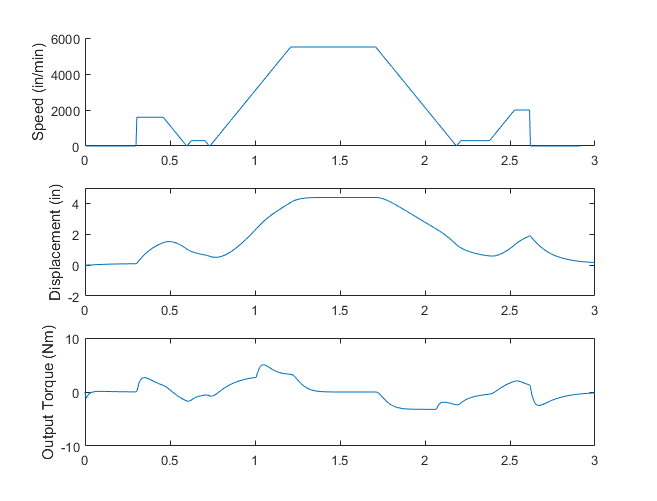 Speed (in/min)
6000
4000
2000
0
0 0.5 1 1.5 2 2.5 3
Displacement (in)
4
2
0
-2
0 0.5 1 1.5 2 2.5 3
Output Torque (Nm)
10
0
-10
0 0.5 1 1.5 2 2.5 3